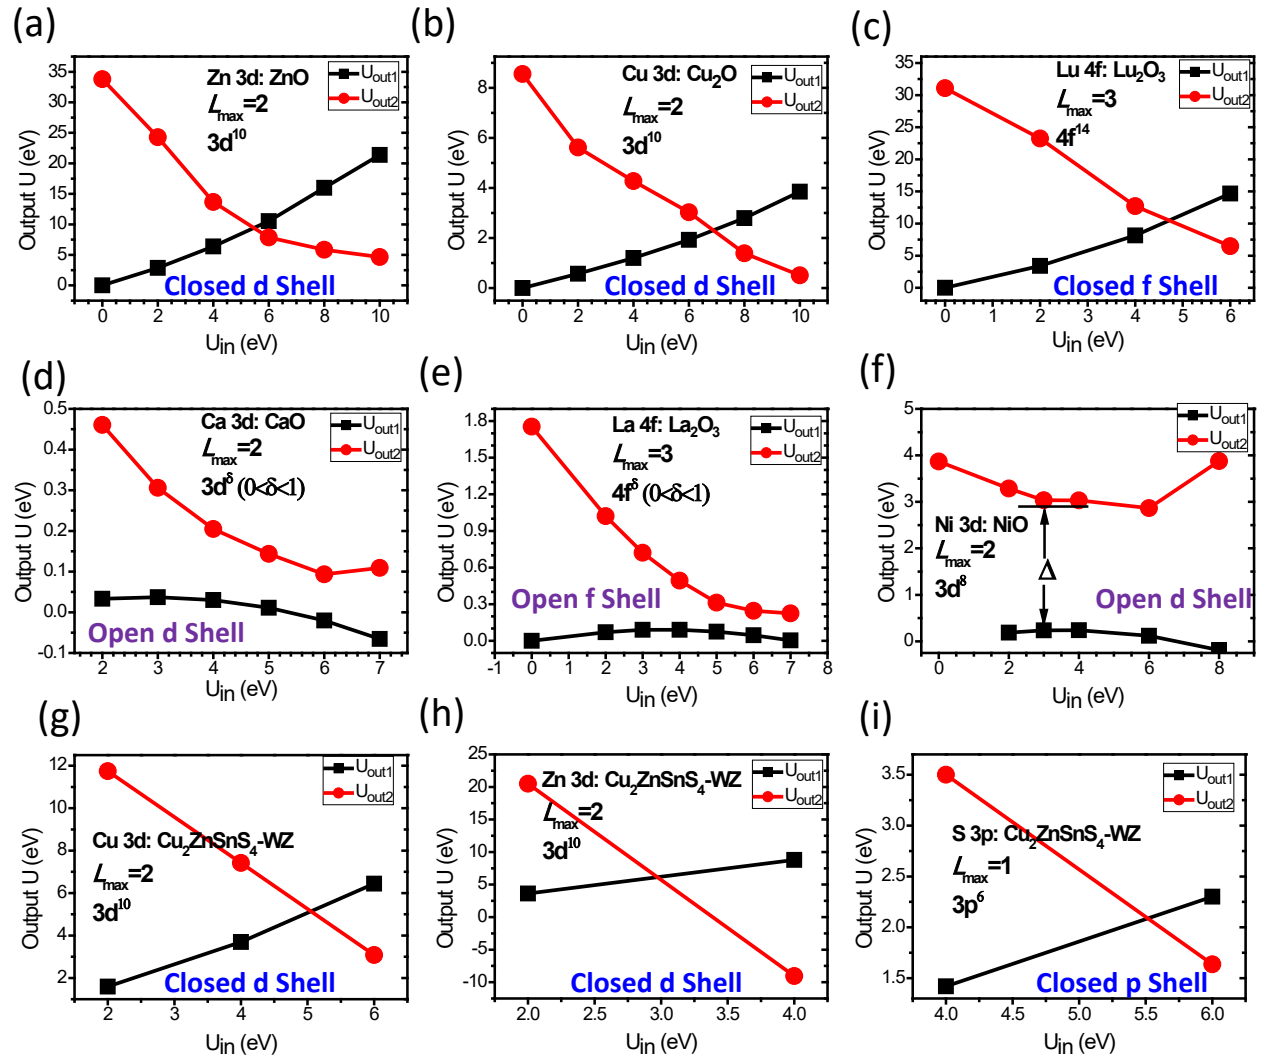 (a)
(b)
(c)
Zn 3d: ZnO
L_max=2
3d^10
U_out1
U_out2
Closed d Shell
Output U (eV)
35
30
25
20
15
10
5
0
0 2 4 6 8 10
U_in (eV)
Cu 3d: Cu₂O
L_max=2
3d^10
U_out1
U_out2
Closed d Shell
Output U (eV)
8
6
4
2
0
0 2 4 6 8 10
U_in (eV)
Lu 4f: Lu₂O₃
L_max=3
4f^14
U_out1
U_out2
Closed f Shell
Output U (eV)
35
30
25
20
15
10
5
0
0 1 2 3 4 5 6
U_in (eV)
(d)
(e)
(f)
Ca 3d: CaO
L_max=2
3d^δ (0<δ<1)
U_out1
U_out2
Open d Shell
Output U (eV)
0.5
0.4
0.3
0.2
0.1
0.0
-0.1
2 3 4 5 6 7
U_in (eV)
La 4f: La₂O₃
L_max=3
4f^δ (0<δ<1)
U_out1
U_out2
Open f Shell
Output U (eV)
1.8
1.5
1.2
0.9
0.6
0.3
0.0
-1 0 1 2 3 4 5 6 7 8
U_in (eV)
Ni 3d: NiO
L_max=2
3d^8
Δ
U_out1
U_out2
Open d Shell
Output U (eV)
5
4
3
2
1
0
0 2 4 6 8
U_in (eV)
(g)
(h)
(i)
Cu 3d: Cu₂ZnSnS₄-WZ
L_max=2
3d^10
U_out1
U_out2
Closed d Shell
Output U (eV)
12
10
8
6
4
2
2 3 4 5 6
U_in (eV)
Zn 3d: Cu₂ZnSnS₄-WZ
L_max=2
3d^10
U_out1
U_out2
Closed d Shell
Output U (eV)
25
20
15
10
5
0
-5
-10
2.0 2.5 3.0 3.5 4.0
U_in (eV)
S 3p: Cu₂ZnSnS₄-WZ
L_max=1
3p^6
U_out1
U_out2
Closed p Shell
Output U (eV)
3.5
3.0
2.5
2.0
1.5
4.0 4.5 5.0 5.5 6.0
U_in (eV)